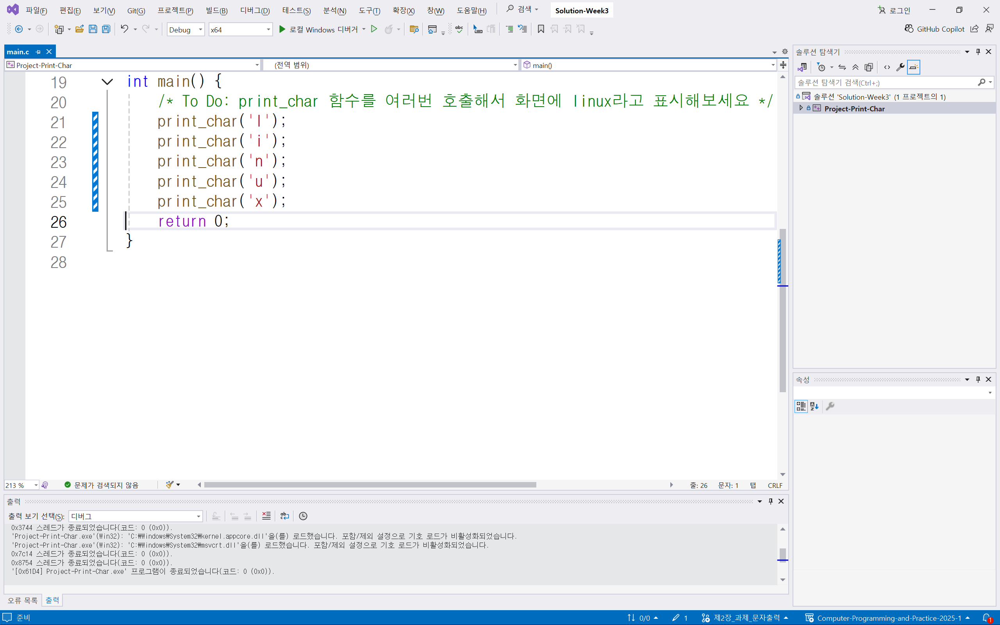 파일(F) 편집(E) 보기(V) Git(G) 프로젝트(P) 빌드(B) 디버그(D) 테스트(S) 분석(N) 도구(T) 확장(X) 창(W) 도움말(H) 검색 Solution-Week3 로그인
Debug x64 로컬 Windows 디버거 abc GitHub Copilot
main.c
Project-Print-Char (전역 범위) main()
19 int main() {
20 /* To Do: print_char 함수를 여러번 호출해서 화면에 linux라고 표시해보세요 */
21 print_char('l');
22 print_char('i');
23 print_char('n');
24 print_char('u');
25 print_char('x');
26 return 0;
27 }
28
213 % 문제가 검색되지 않음 줄: 26 문자: 1 탭 CRLF
출력
출력 보기 선택(S): 디버그
0x3744 스레드가 종료되었습니다(코드: 0 (0x0)).
'Project-Print-Char.exe'(Win32): 'C:₩Windows₩System32₩kernel.appcore.dll'을(를) 로드했습니다. 포함/제외 설정으로 기호 로드가 비활성화되었습니다.
'Project-Print-Char.exe'(Win32): 'C:₩Windows₩System32₩msvcrt.dll'을(를) 로드했습니다. 포함/제외 설정으로 기호 로드가 비활성화되었습니다.
0x7c14 스레드가 종료되었습니다(코드: 0 (0x0)).
0x8754 스레드가 종료되었습니다(코드: 0 (0x0)).
'[0x61D4] Project-Print-Char.exe' 프로그램이 종료되었습니다(코드: 0 (0x0)).
오류 목록 출력
솔루션 탐색기
솔루션 탐색기 검색(Ctrl+;)
솔루션 'Solution-Week3' (1 프로젝트의 1)
Project-Print-Char
속성
준비 0/0 1 제2장_과제_문자출력 Computer-Programming-and-Practice-2025-1 1